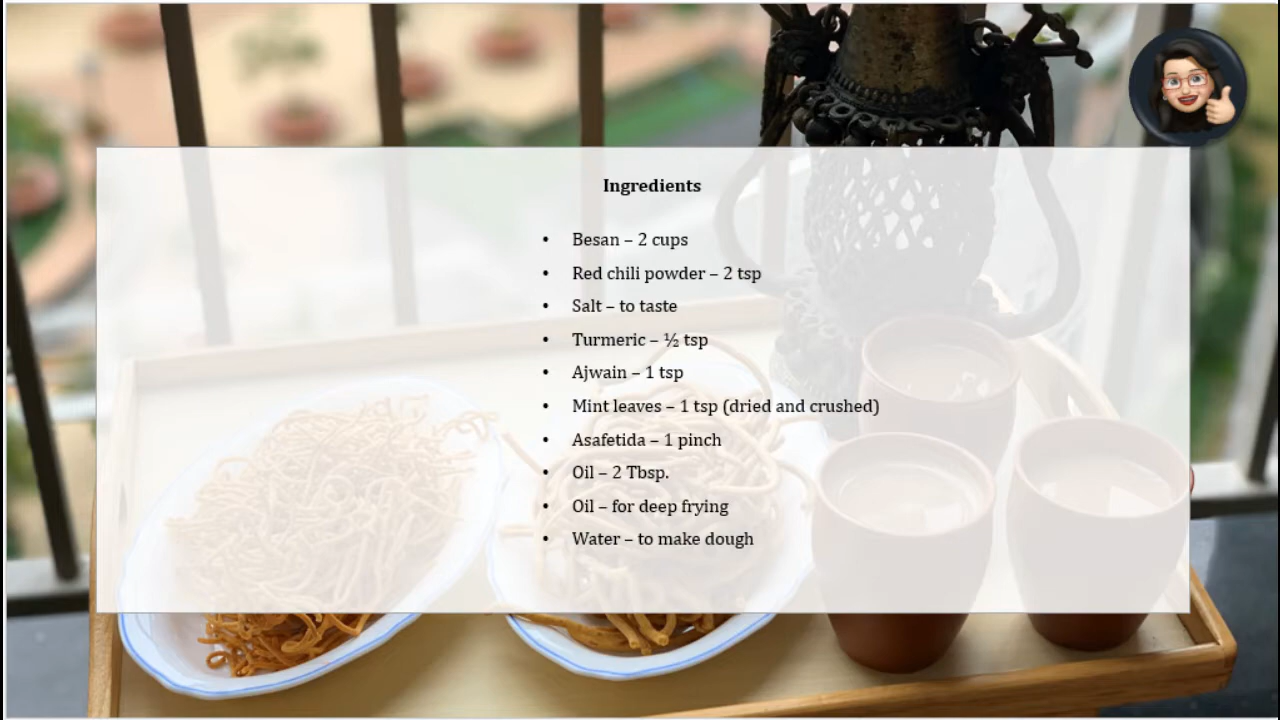 Ingredients
• Besan – 2 cups
• Red chili powder – 2 tsp
• Salt – to taste
• Turmeric – ½ tsp
• Ajwain – 1 tsp
• Mint leaves – 1 tsp (dried and crushed)
• Asafetida – 1 pinch
• Oil – 2 Tbsp.
• Oil – for deep frying
• Water – to make dough